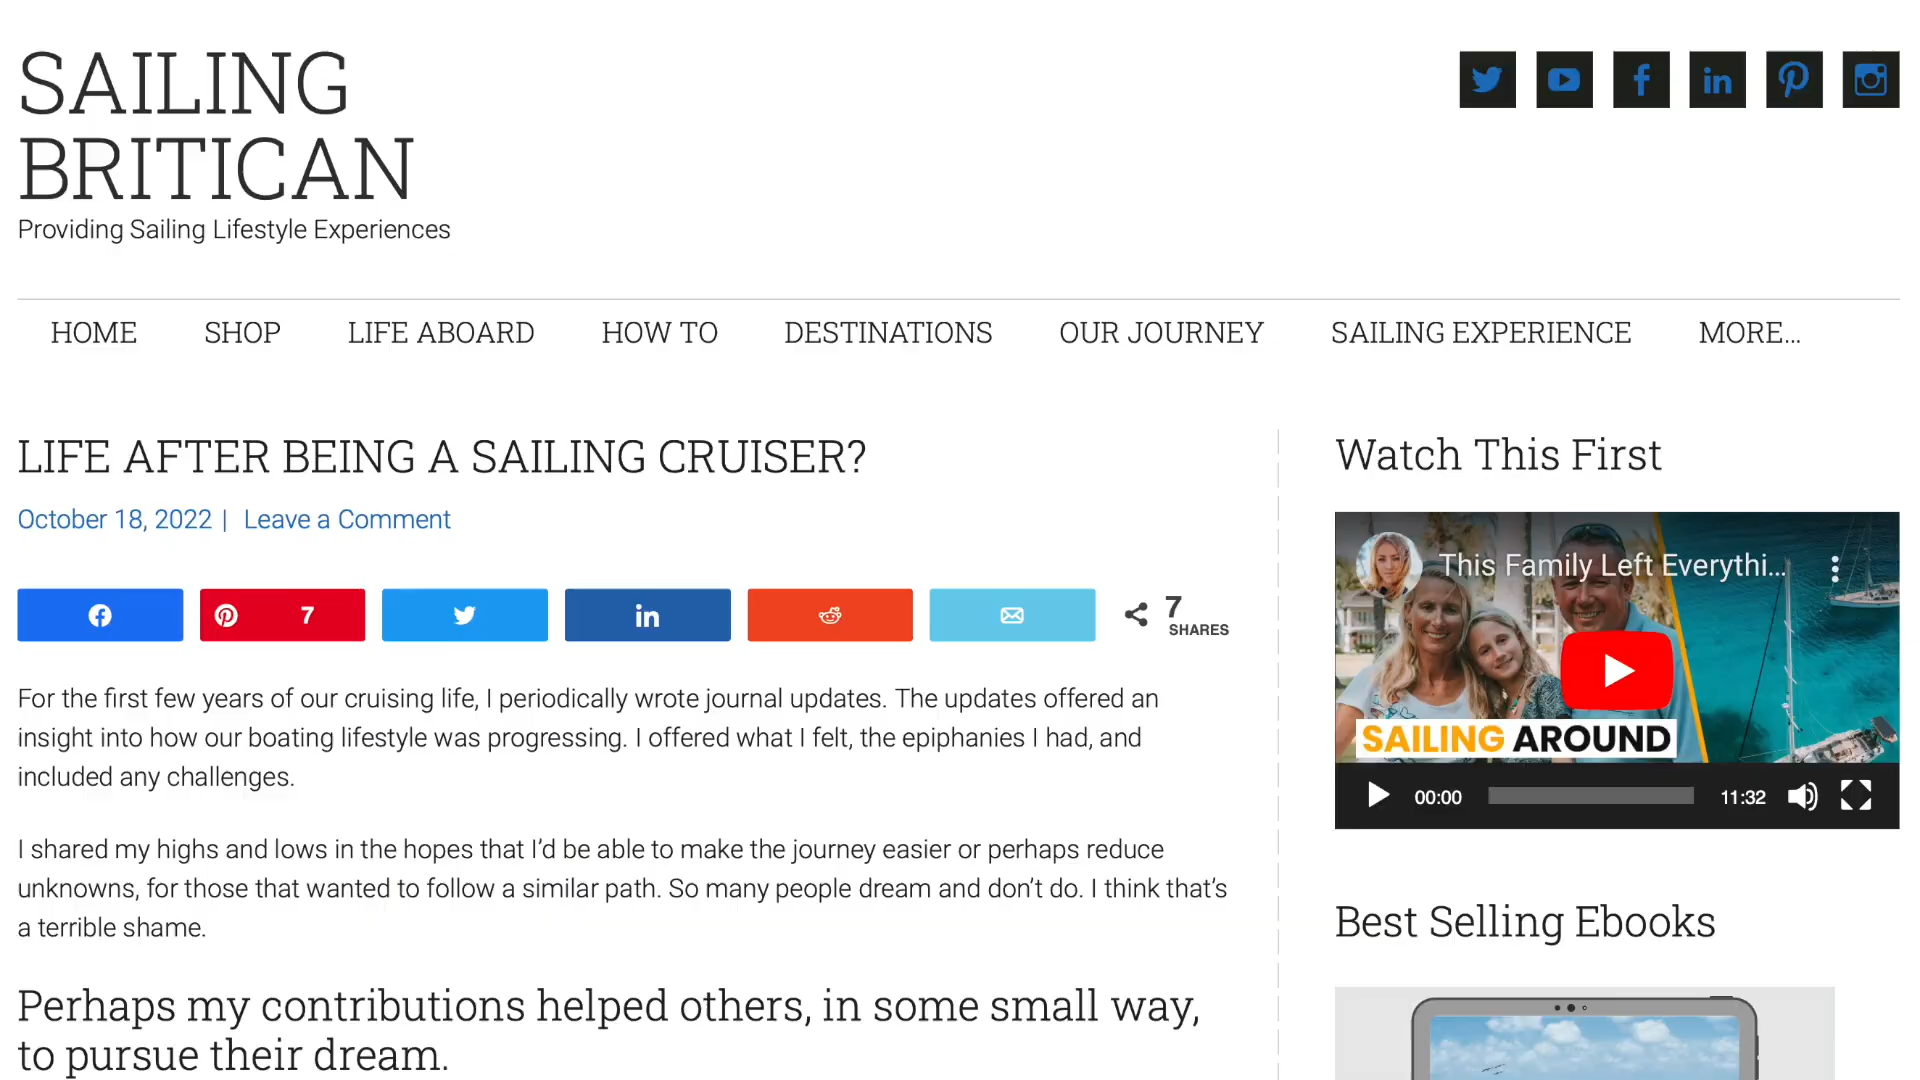 SAILING
BRITICAN
Providing Sailing Lifestyle Experiences
HOME SHOP LIFE ABOARD HOW TO DESTINATIONS OUR JOURNEY SAILING EXPERIENCE MORE...
LIFE AFTER BEING A SAILING CRUISER?
October 18, 2022 | Leave a Comment
7
7
SHARES
For the first few years of our cruising life, I periodically wrote journal updates. The updates offered an
insight into how our boating lifestyle was progressing. I offered what I felt, the epiphanies I had, and
included any challenges.
I shared my highs and lows in the hopes that I’d be able to make the journey easier or perhaps reduce
unknowns, for those that wanted to follow a similar path. So many people dream and don’t do. I think that’s
a terrible shame.
Perhaps my contributions helped others, in some small way,
to pursue their dream.
Watch This First
This Family Left Everythi...
SAILING AROUND
00:00 11:32
Best Selling Ebooks